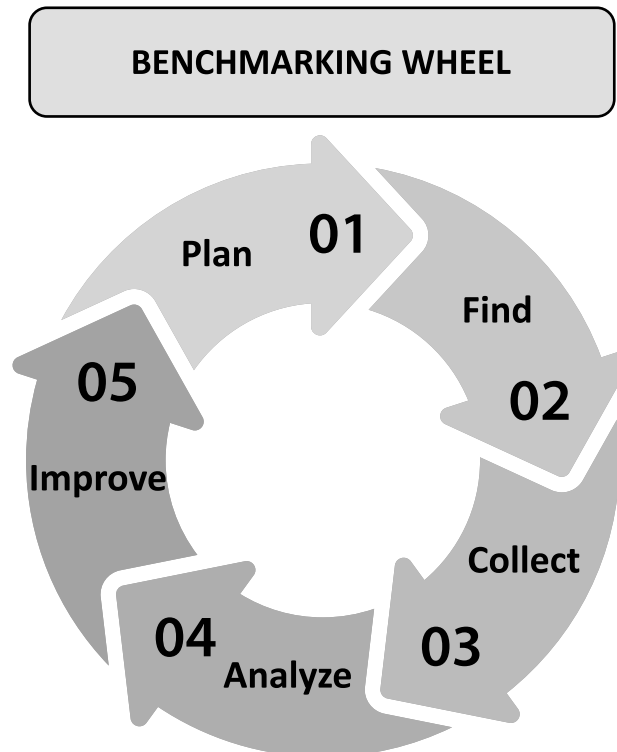 BENCHMARKING WHEEL
Plan
01
Find
02
Collect
03
04
Analyze
05
Improve